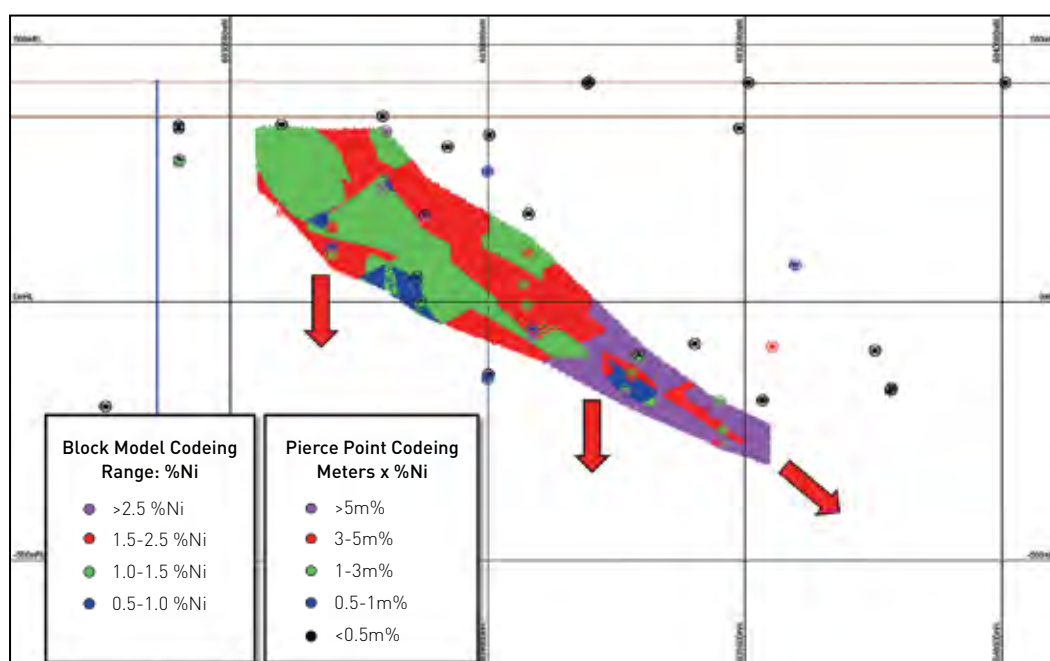 Block Model Codeing
Range: %Ni
>2.5 %Ni
1.5-2.5 %Ni
1.0-1.5 %Ni
0.5-1.0 %Ni
Pierce Point Codeing
Meters x %Ni
>5m%
3-5m%
1-3m%
0.5-1m%
<0.5m%